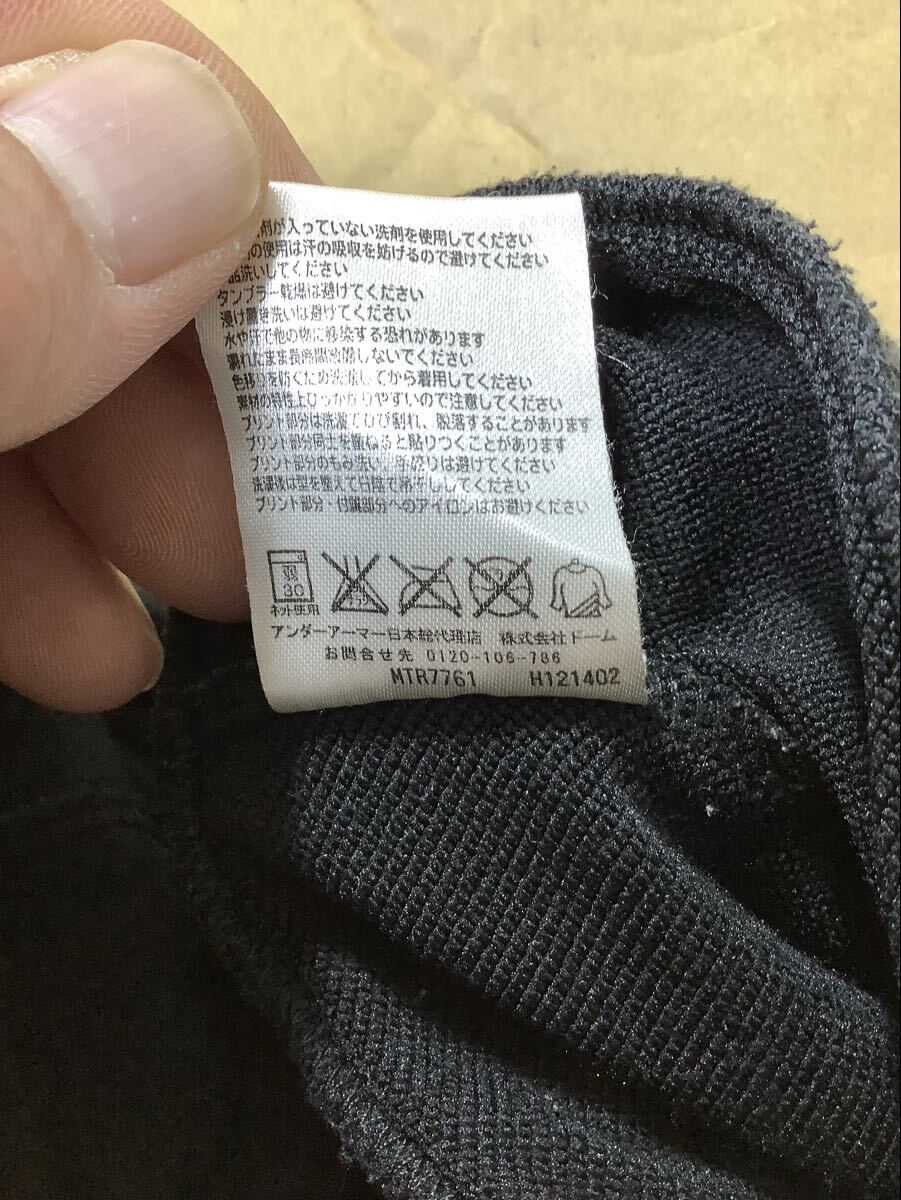 剤が入っていない洗剤を使用してください
の使用は汗の吸収を妨げるので避けてください
品洗いしてください
タンブラー乾燥は避けてください
浸け置き洗いは避けてください
水や汗で他の物に移染する恐れがあります
濡れたまま長時間放置しないでください
色移りを防ぐため洗濯してから着用してください
素材の特性上ひっかかりやすいので注意してください
プリント部分は洗濯でひび割れ、脱落することがあります
プリント部分同士を重ねると貼りつくことがあります
プリント部分のもみ洗い、手絞りは避けてください
洗濯後は型を整えて日陰で吊干ししてください
プリント部分・付属部分へのアイロンはお避けください
弱
30
ネット使用
アンダーアーマー日本総代理店 株式会社ドーム
お問合せ先 0120-106-786
MTR7761 H121402